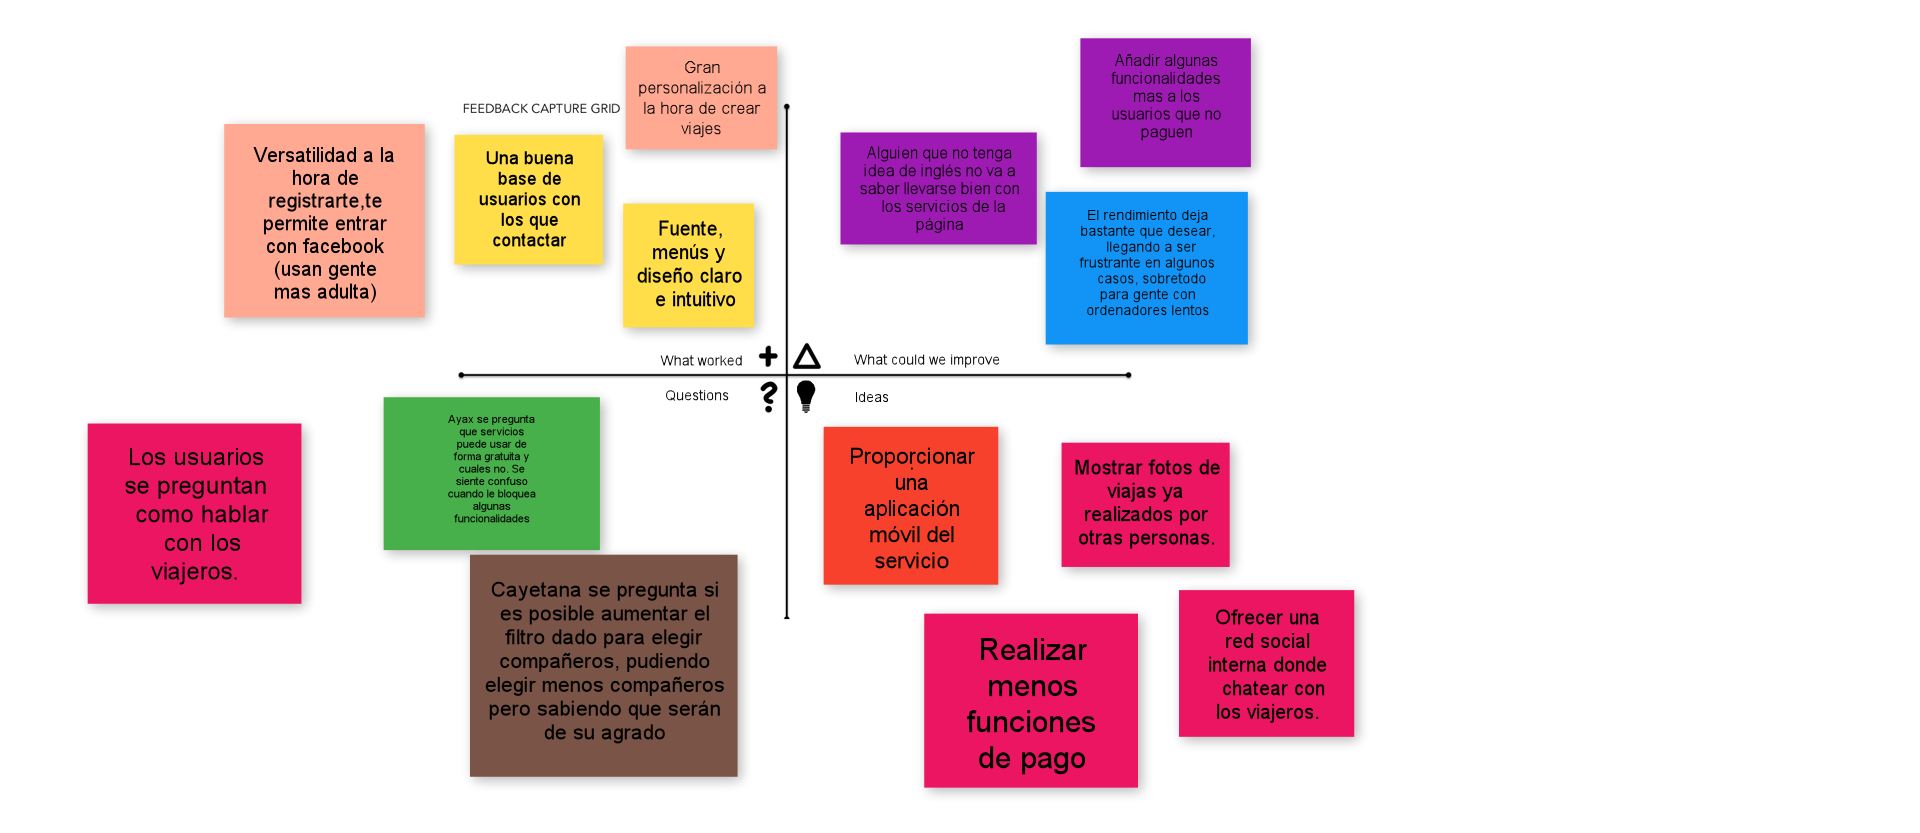 FEEDBACK CAPTURE GRID
Gran
personalización a
la hora de crear
viajes
Versatilidad a la
hora de
registrarte,te
permite entrar
con facebook
(usan gente
mas adulta)
Una buena
base de
usuarios con
los que
contactar
Fuente,
menús y
diseño claro
e intuitivo
Añadir algunas
funcionalidades
mas a los
usuarios que no
paguen
Alguien que no tenga
idea de inglés no va a
saber llevarse bien con
los servicios de la
página
El rendimiento deja
bastante que desear,
llegando a ser
frustrante en algunos
casos, sobretodo
para gente con
ordenadores lentos
What worked
What could we improve
Questions
Ideas
Los usuarios
se preguntan
como hablar
con los
viajeros.
Ayax se pregunta
que servicios
puede usar de
forma gratuita y
cuales no. Se
siente confuso
cuando le bloquea
algunas
funcionalidades
Cayetana se pregunta si
es posible aumentar el
filtro dado para elegir
compañeros, pudiendo
elegir menos compañeros
pero sabiendo que serán
de su agrado
Proporcionar
una
aplicación
móvil del
servicio
Mostrar fotos de
viajas ya
realizados por
otras personas.
Realizar
menos
funciones
de pago
Ofrecer una
red social
interna donde
chatear con
los viajeros.